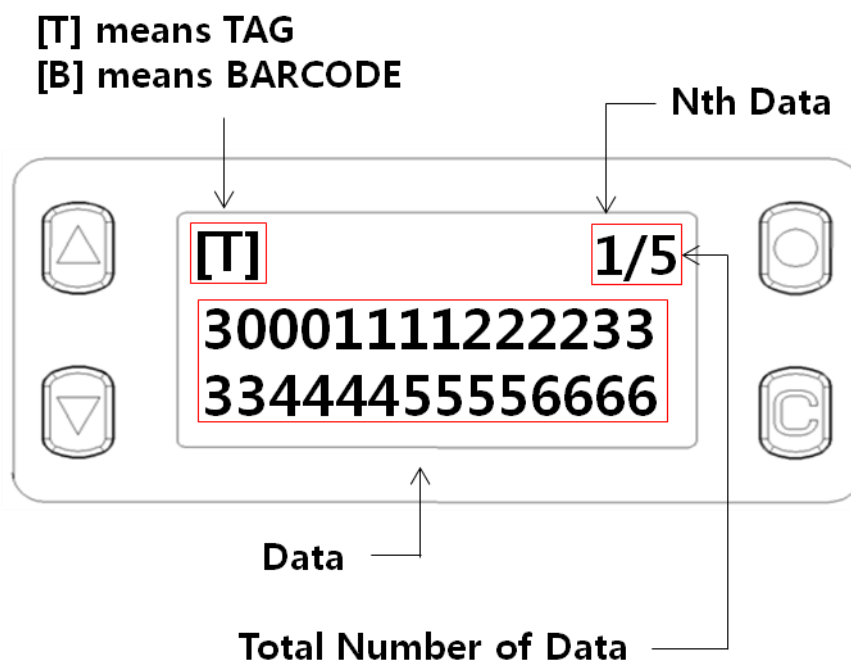 [T] means TAG
[B] means BARCODE
Nth Data
[T]
1/5
30001111222233
33444455556666
C
Data
Total Number of Data